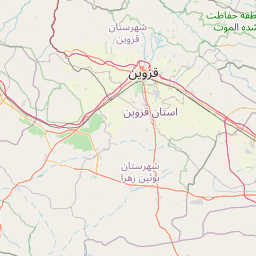 شهرستان
قزوین
منطقه حفاظت
شده الموت
قزوین
استان قزوین
شهرستان
بوئین زهرا